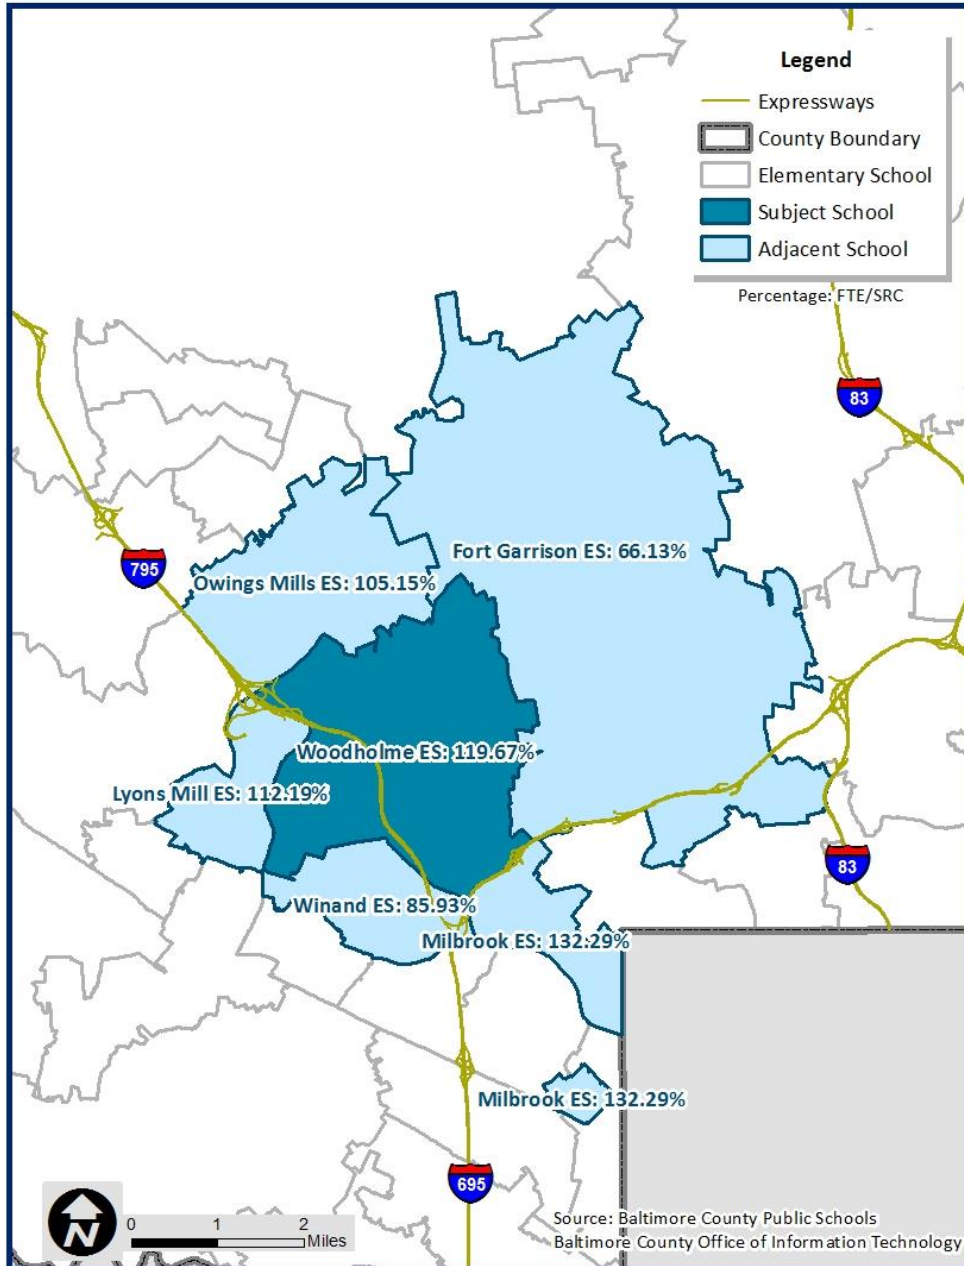 Legend
Expressways
County Boundary
Elementary School
Subject School
Adjacent School
Percentage: FTE/SRC
83
Fort Garrison ES: 66.13%
795
Owings Mills ES: 105.15%
Woodholme ES: 119.67%
Lyons Mill ES: 112.19%
83
Winand ES: 85.93%
Milbrook ES: 132.29%
Milbrook ES: 132.29%
695
N
0 1 2
Miles
Source: Baltimore County Public Schools
Baltimore County Office of Information Technology